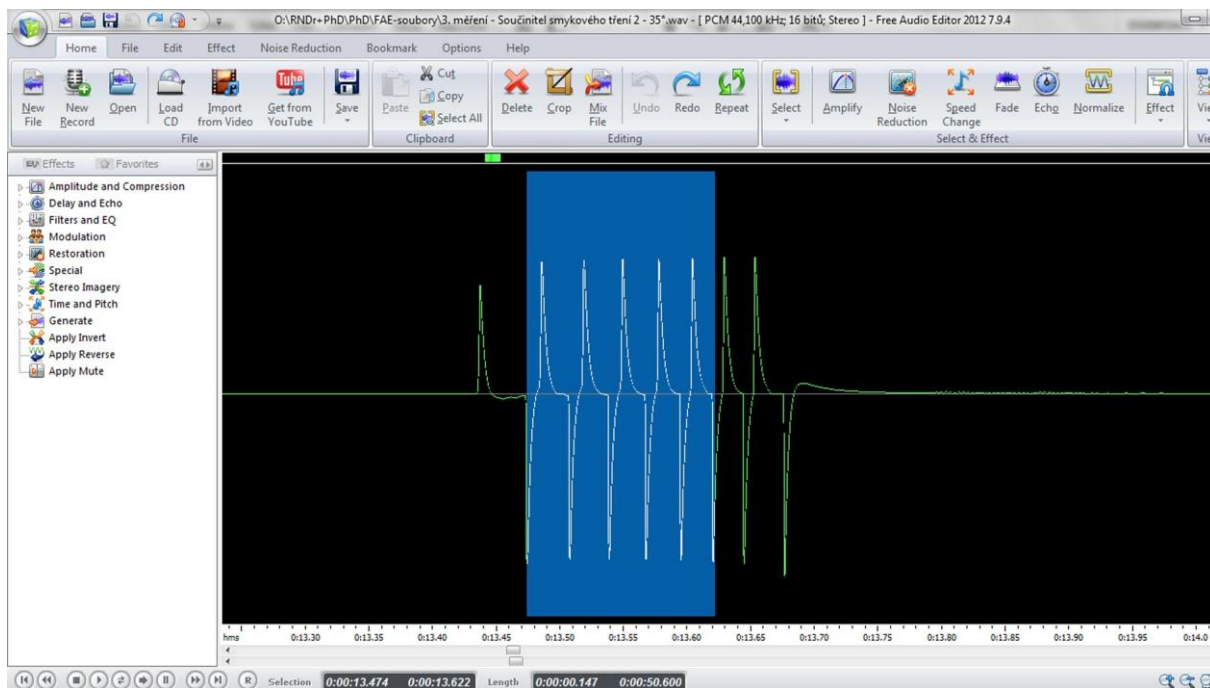 O:\RNDr+PhD\PhD\FAE-soubory\3. měření - Součinitel smykového tření 2 - 35°.wav - [ PCM 44,100 kHz; 16 bitů; Stereo ] - Free Audio Editor 2012 7.9.4
Home File Edit Effect Noise Reduction Bookmark Options Help
New File
New Record
Open
Load CD
Import from Video
Get from YouTube
Save
File
Paste
Cut
Copy
Select All
Clipboard
Delete
Crop
Mix File
Undo
Redo
Repeat
Editing
Select
Amplify
Noise Reduction
Speed Change
Fade
Echo
Normalize
Effect
Select & Effect
Effects Favorites
Amplitude and Compression
Delay and Echo
Filters and EQ
Modulation
Restoration
Special
Stereo Imagery
Time and Pitch
Generate
Apply Invert
Apply Reverse
Apply Mute
hms 0:13.30 0:13.35 0:13.40 0:13.45 0:13.50 0:13.55 0:13.60 0:13.65 0:13.70 0:13.75 0:13.80 0:13.85 0:13.90 0:13.95 0:14.0
R Selection 0:00:13.474 0:00:13.622 Length 0:00:00.147 0:00:50.600